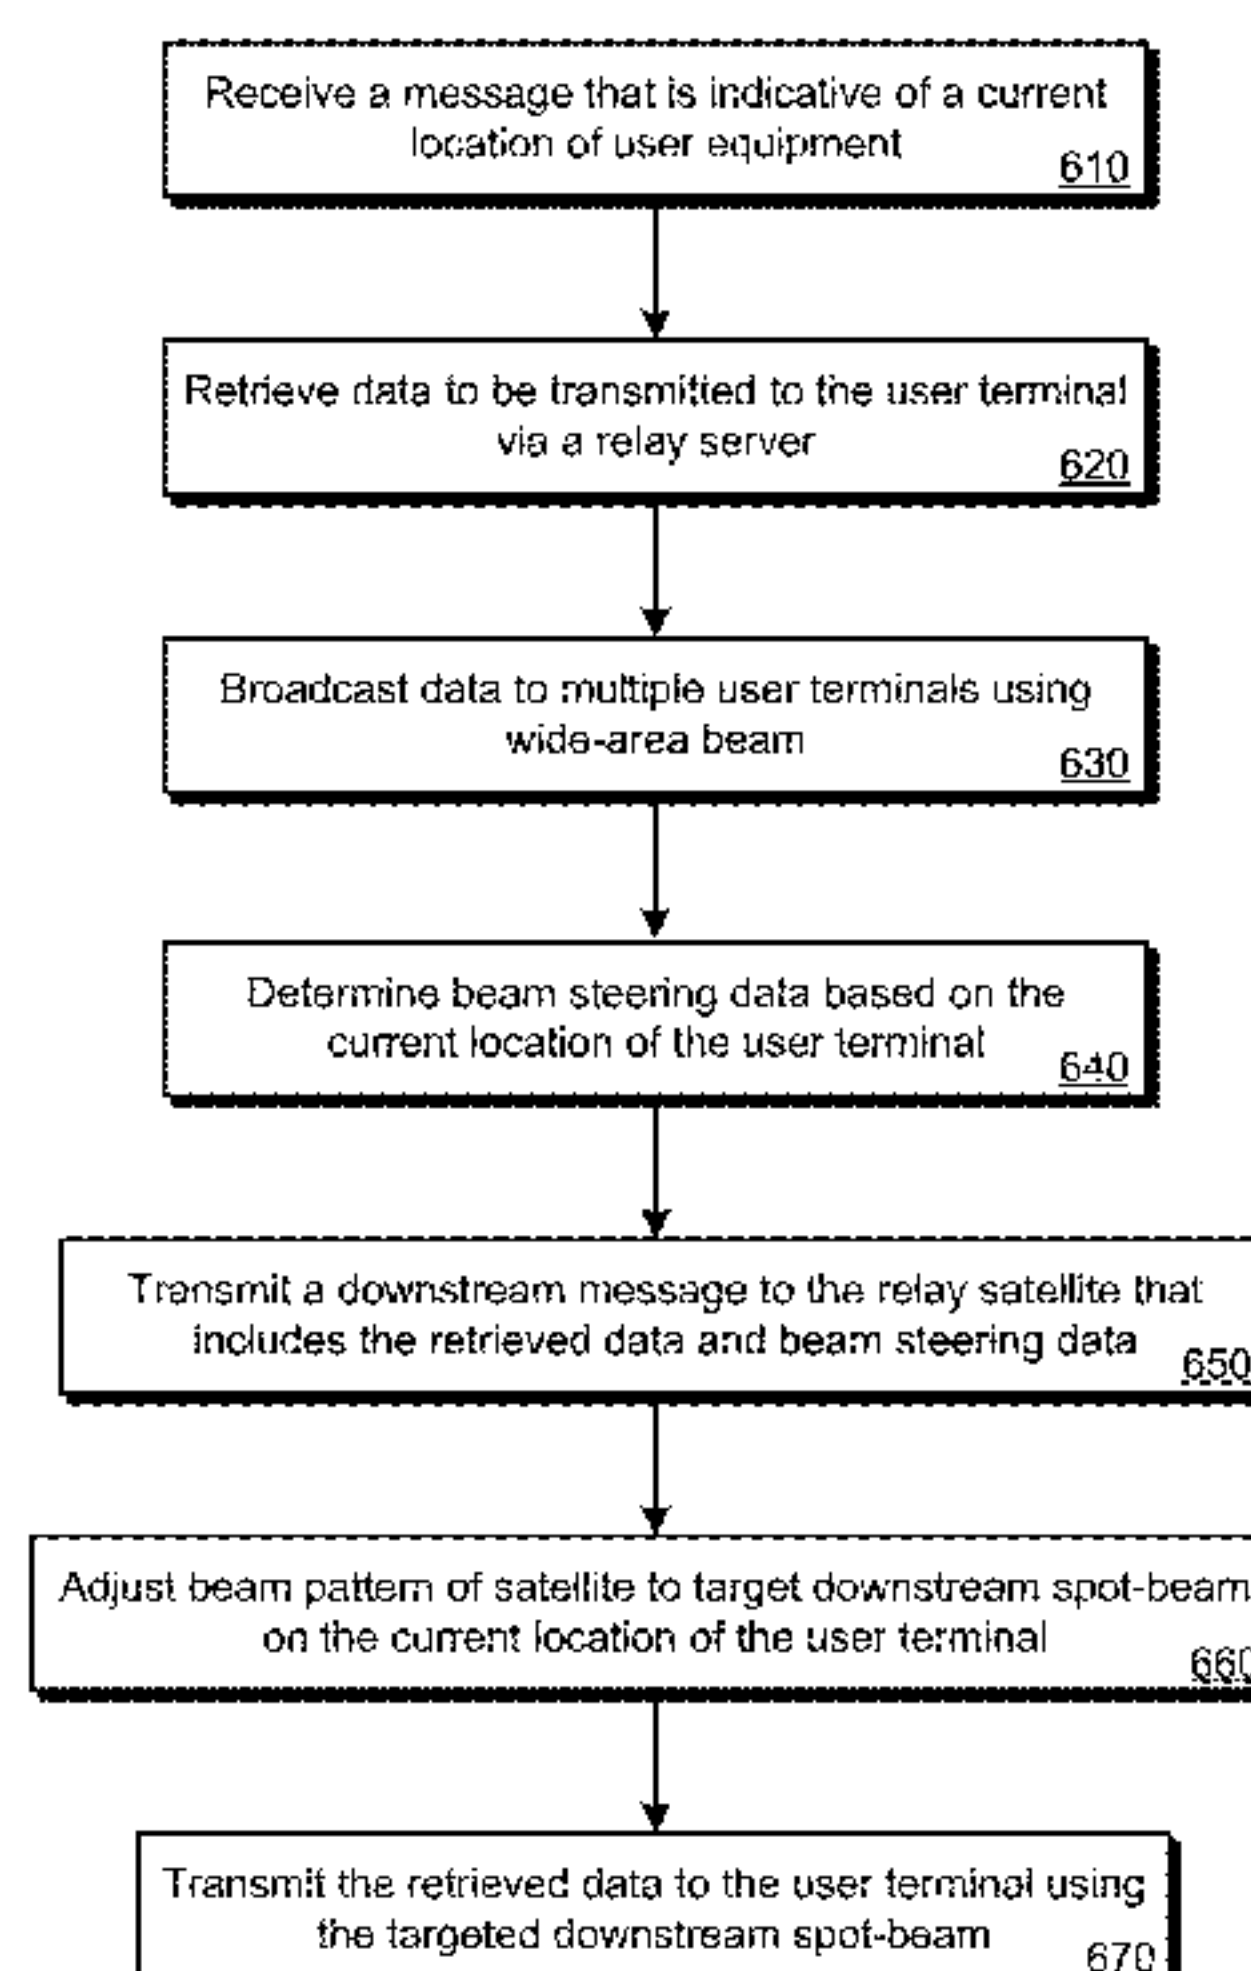 Receive a message that is indicative of a current
location of user equipment
610
Retrieve data to be transmitted to the user terminal
via a relay server
620
Broadcast data to multiple user terminals using
wide-area beam
630
Determine beam steering data based on the
current location of the user terminal
640
Transmit a downstream message to the relay satellite that
includes the retrieved data and beam steering data
650
Adjust beam pattern of satellite to target downstream spot-beam
on the current location of the user terminal
660
Transmit the retrieved data to the user terminal using
the targeted downstream spot-beam
670